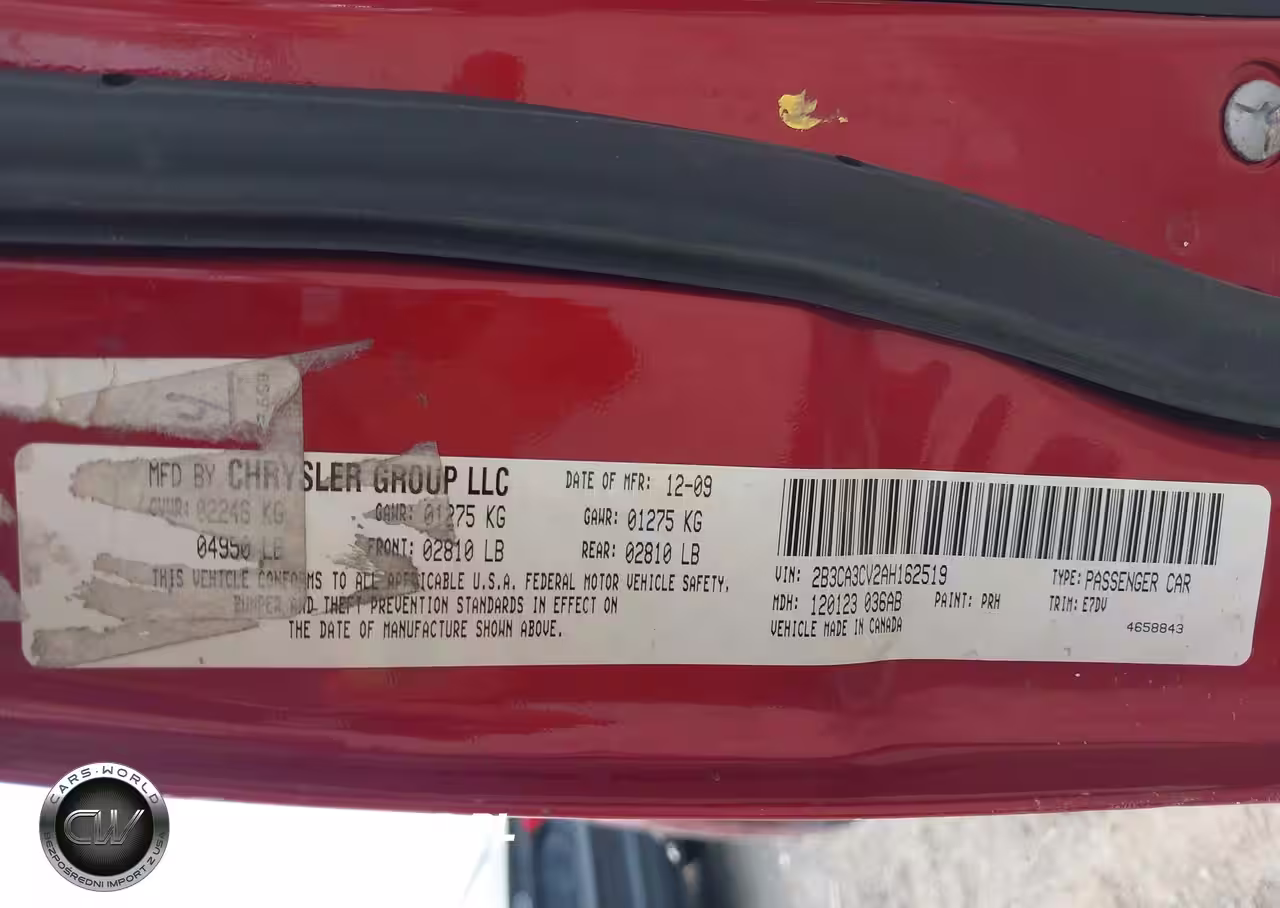 MFD BY CHRYSLER GROUP LLC DATE OF MFR: 12-09
GVWR: 02246 KG GAWR: 01275 KG GAWR: 01275 KG
04950 LB FRONT: 02810 LB REAR: 02810 LB
THIS VEHICLE CONFORMS TO ALL APPLICABLE U.S.A. FEDERAL MOTOR VEHICLE SAFETY,
BUMPER AND THEFT PREVENTION STANDARDS IN EFFECT ON
THE DATE OF MANUFACTURE SHOWN ABOVE.
VIN: 2B3CA3CV2AH162519 TYPE: PASSENGER CAR
MDH: 120123 036AB PAINT: PRH TRIM: E7DV
VEHICLE MADE IN CANADA 4658843
CARS-WORLD
CW
BEZPOŚREDNI IMPORT Z USA